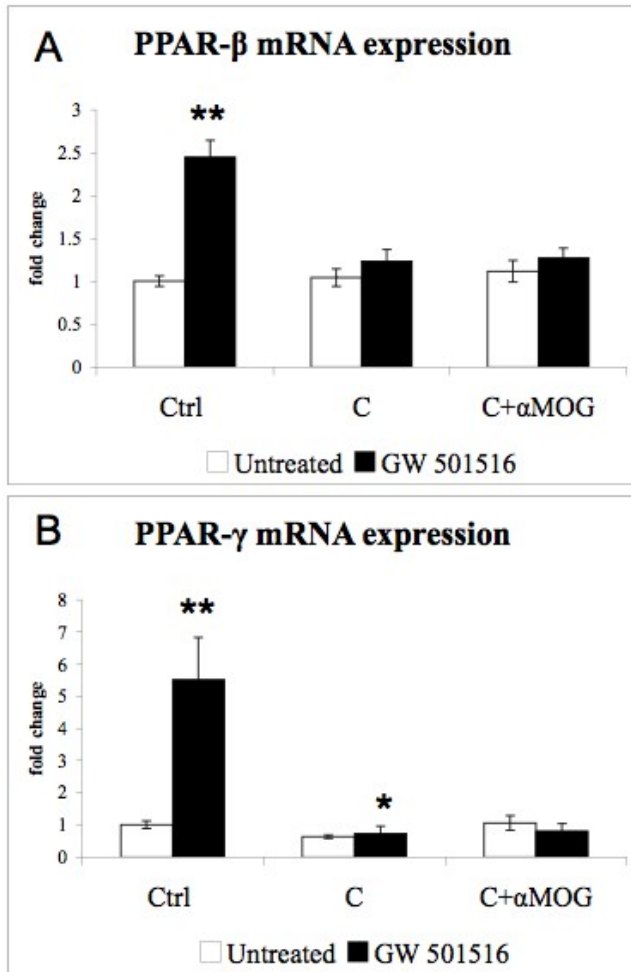 A PPAR-β mRNA expression
3
**
2.5
2
1.5
1
0.5
0
fold change
Ctrl C C+αMOG
Untreated GW 501516
B PPAR-γ mRNA expression
8
7
**
6
5
4
3
2
*
1
0
fold change
Ctrl C C+αMOG
Untreated GW 501516